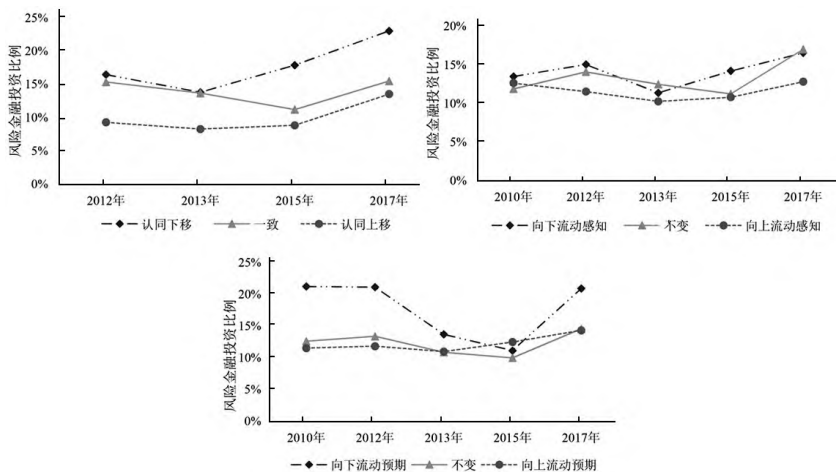 风险金融投资比例
25%
20%
15%
10%
5%
0%
2012年 2013年 2015年 2017年
认同下移 一致 认同上移
风险金融投资比例
20%
15%
10%
5%
0%
2010年 2012年 2013年 2015年 2017年
向下流动感知 不变 向上流动感知
风险金融投资比例
25%
20%
15%
10%
5%
0%
2010年 2012年 2013年 2015年 2017年
向下流动预期 不变 向上流动预期